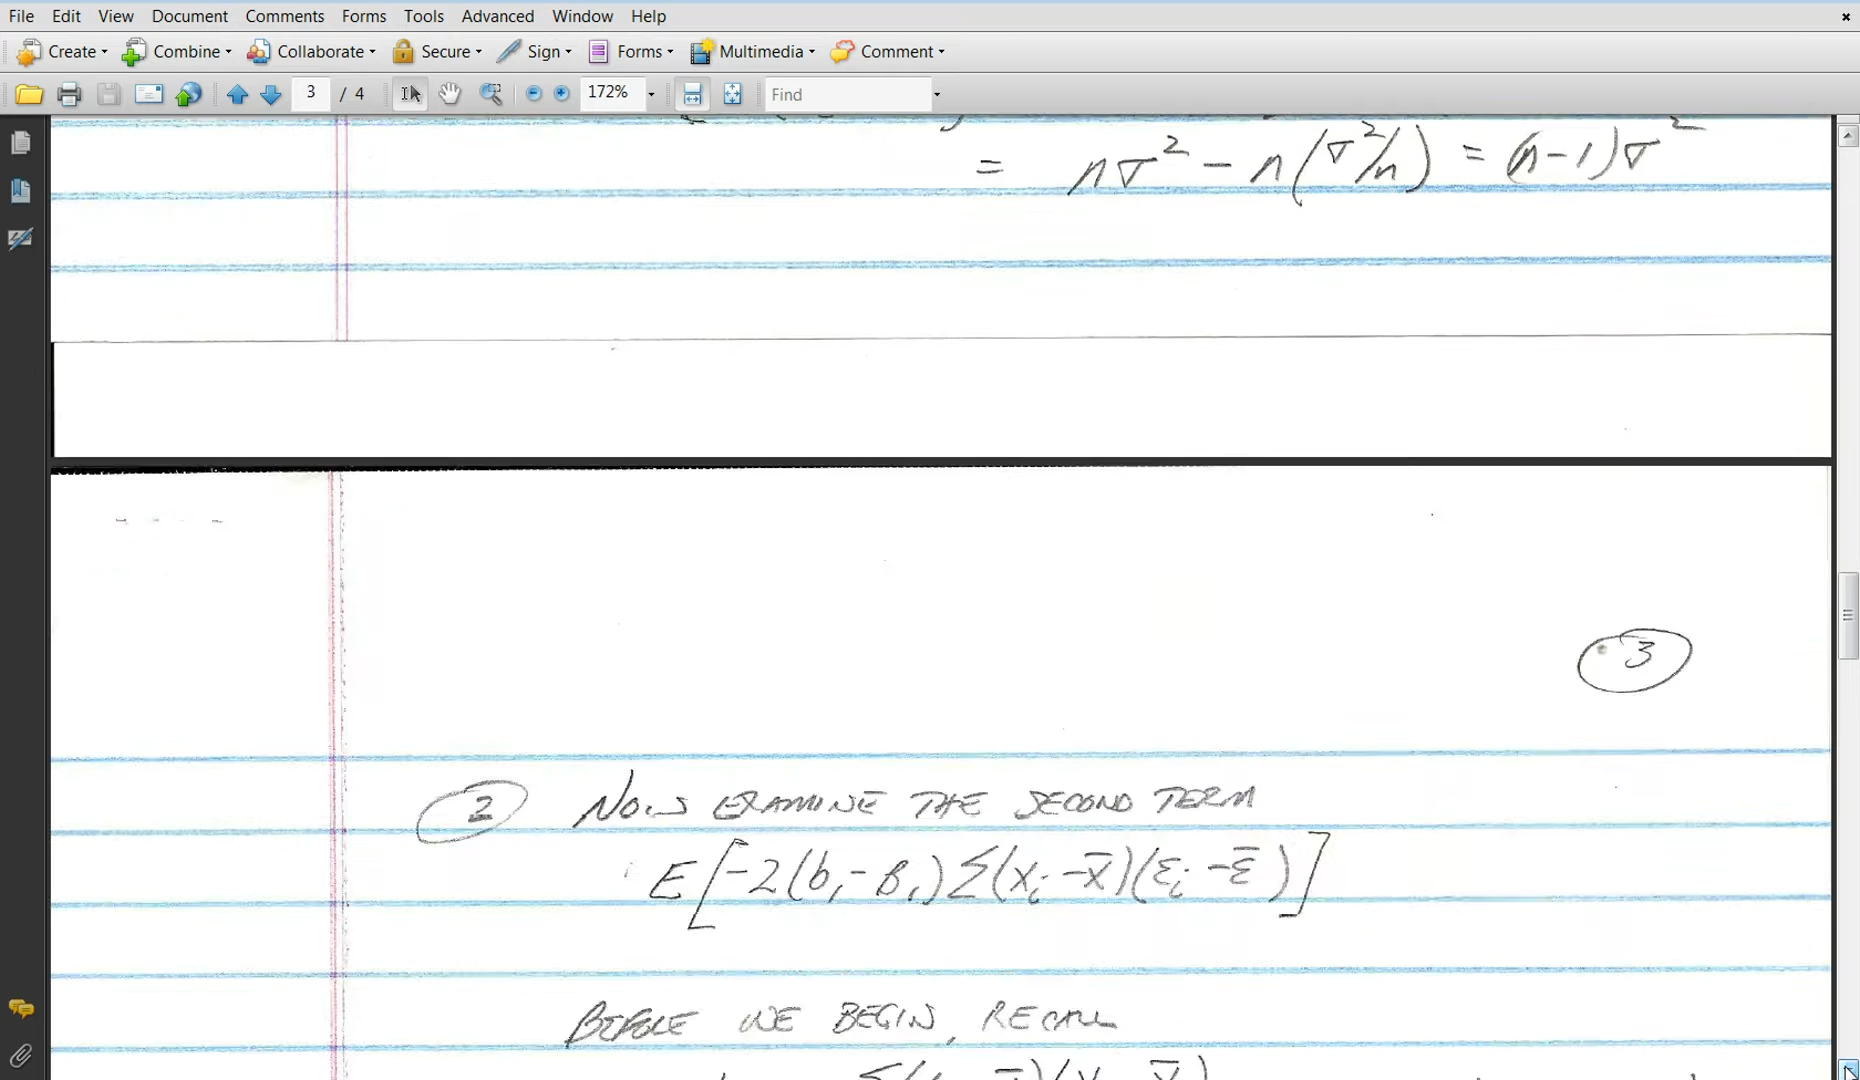 File Edit View Document Comments Forms Tools Advanced Window Help ×
Create Combine Collaborate Secure Sign Forms Multimedia Comment
3 / 4 172% Find
= nσ² − n(σ²/n) = (n−1)σ²
3
2 NOW EXAMINE THE SECOND TERM
E[−2(b₁−β₁)Σ(xᵢ−x̄)(εᵢ−ε̄)]
BEFORE WE BEGIN, RECALL